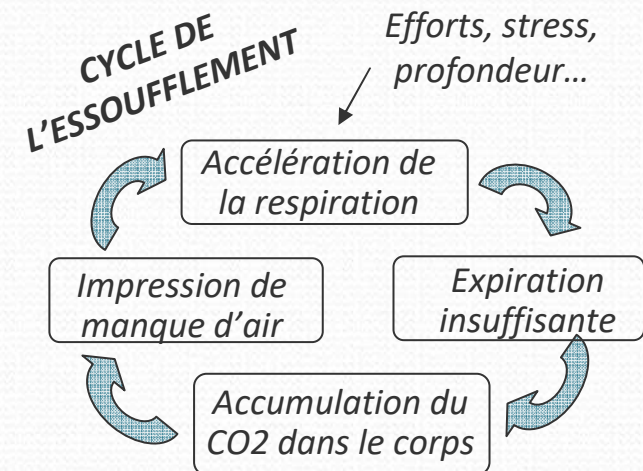 CYCLE DE
L'ESSOUFFLEMENT
Efforts, stress,
profondeur…
Accélération de
la respiration
Expiration
insuffisante
Accumulation du
CO2 dans le corps
Impression de
manque d'air